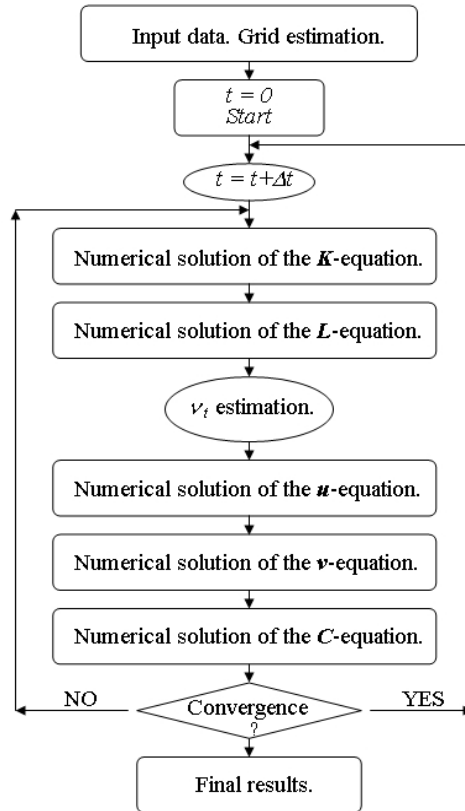 Input data. Grid estimation.
t = 0
Start
t = t+Δt
Numerical solution of the K-equation.
Numerical solution of the L-equation.
νt estimation.
Numerical solution of the u-equation.
Numerical solution of the v-equation.
Numerical solution of the C-equation.
NO
Convergence
?
YES
Final results.